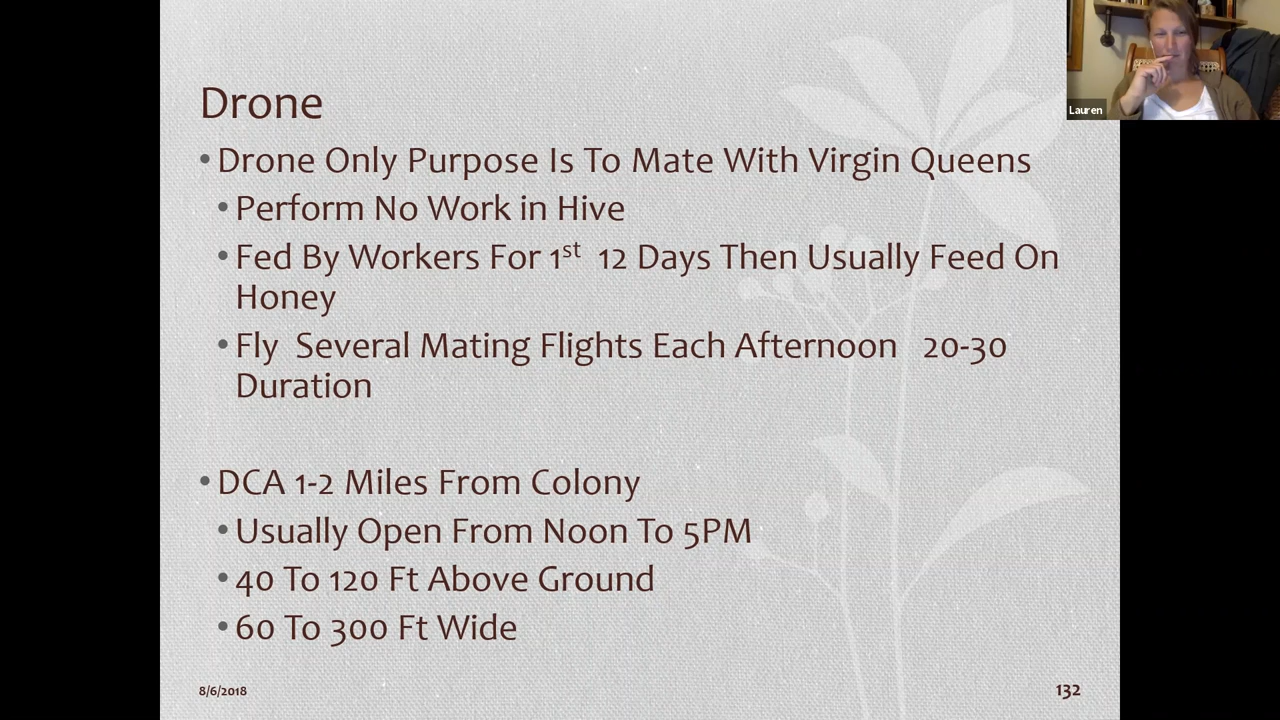 Drone
• Drone Only Purpose Is To Mate With Virgin Queens
• Perform No Work in Hive
• Fed By Workers For 1st 12 Days Then Usually Feed On
Honey
• Fly Several Mating Flights Each Afternoon 20-30
Duration
• DCA 1-2 Miles From Colony
• Usually Open From Noon To 5PM
• 40 To 120 Ft Above Ground
• 60 To 300 Ft Wide
8/6/2018
132
Lauren